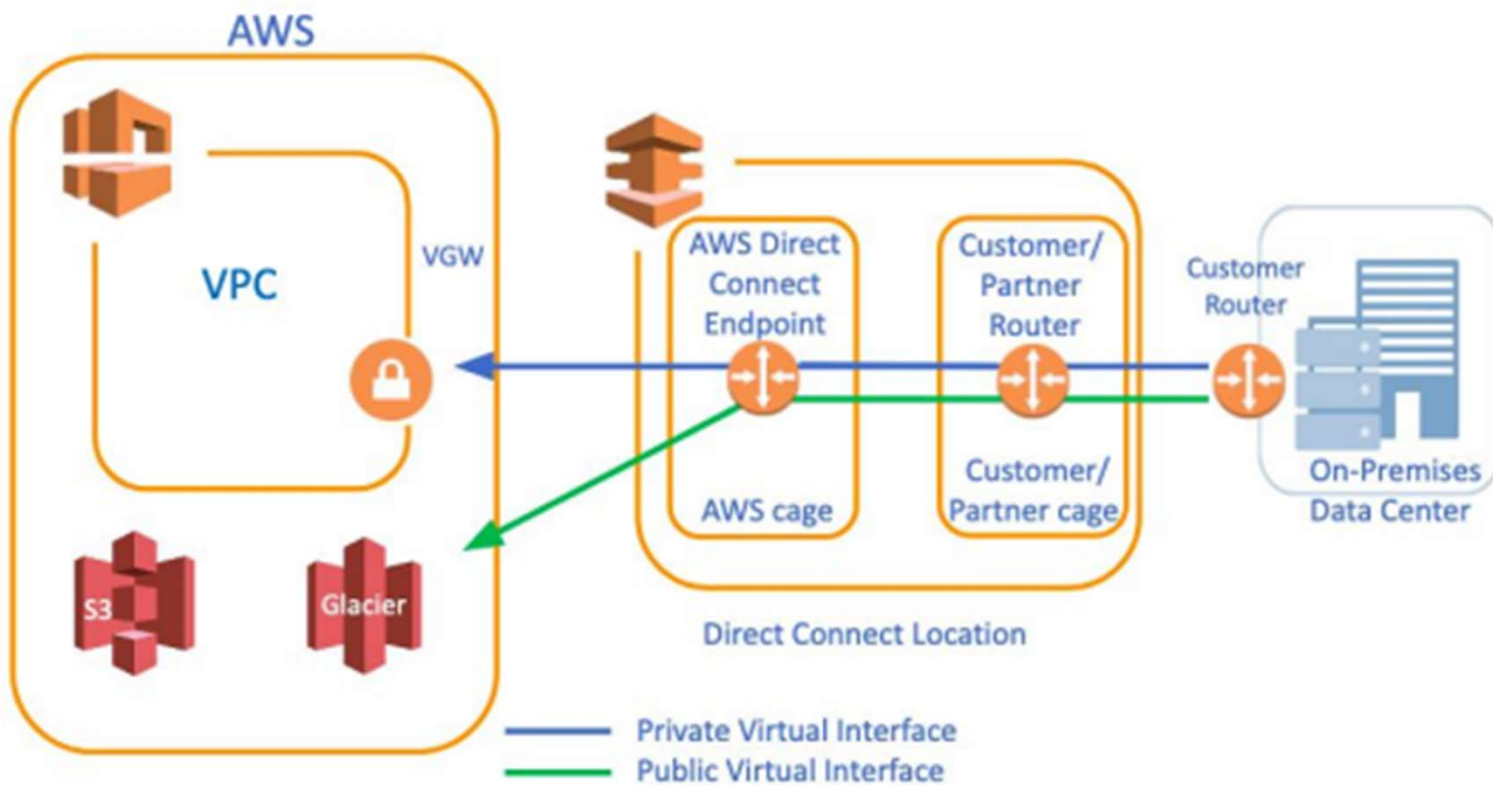 AWS
VPC
VGW
S3
Glacier
AWS Direct
Connect
Endpoint
AWS cage
Customer/
Partner
Router
Customer/
Partner cage
Direct Connect Location
Customer
Router
On-Premises
Data Center
Private Virtual Interface
Public Virtual Interface